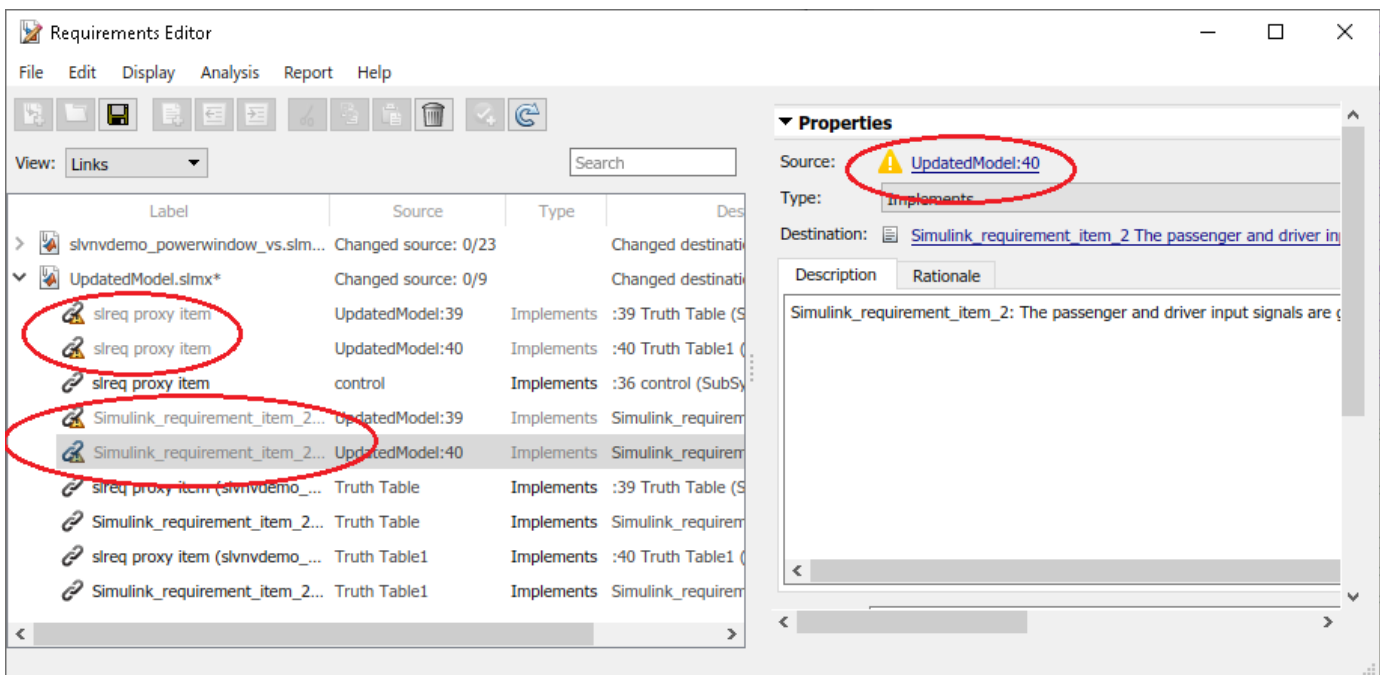 Requirements Editor
File Edit Display Analysis Report Help
View: Links Search
Label Source Type Des
slvnvdemo_powerwindow_vs.slm... Changed source: 0/23 Changed destinati
UpdatedModel.slmx* Changed source: 0/9 Changed destinati
slreq proxy item UpdatedModel:39 Implements :39 Truth Table (S
slreq proxy item UpdatedModel:40 Implements :40 Truth Table1 (
slreq proxy item control Implements :36 control (SubSy
Simulink_requirement_item_2... UpdatedModel:39 Implements Simulink_requirem
Simulink_requirement_item_2... UpdatedModel:40 Implements Simulink_requirem
slreq proxy item (slvnvdemo_... Truth Table Implements :39 Truth Table (S
Simulink_requirement_item_2... Truth Table Implements Simulink_requirem
slreq proxy item (slvnvdemo_... Truth Table1 Implements :40 Truth Table1 (
Simulink_requirement_item_2... Truth Table1 Implements Simulink_requirem
Properties
Source: UpdatedModel:40
Type: Implements
Destination: Simulink_requirement_item_2 The passenger and driver in
Description Rationale
Simulink_requirement_item_2: The passenger and driver input signals are g